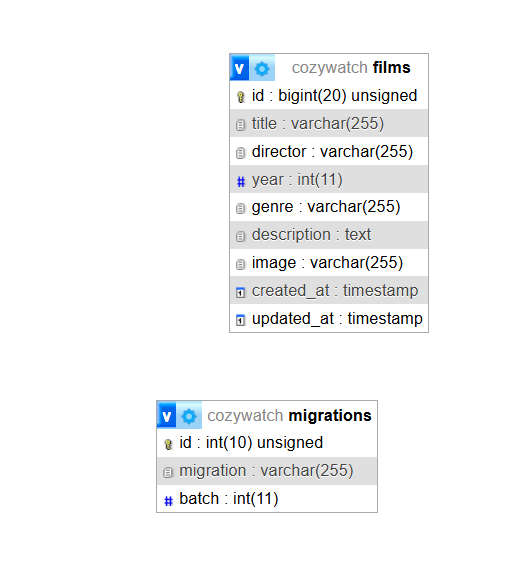 v cozywatch films
id : bigint(20) unsigned
title : varchar(255)
director : varchar(255)
# year : int(11)
genre : varchar(255)
description : text
image : varchar(255)
created_at : timestamp
updated_at : timestamp
v cozywatch migrations
id : int(10) unsigned
migration : varchar(255)
# batch : int(11)